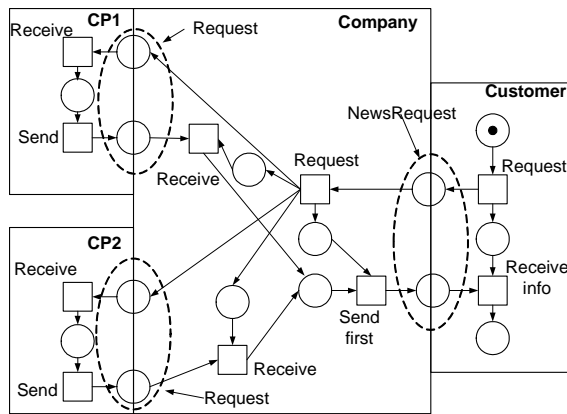 CP1
Company
Receive
Request
Customer
NewsRequest
Send
Request
Request
Receive
CP2
Receive
Receive
info
Send
first
Receive
Send
Request